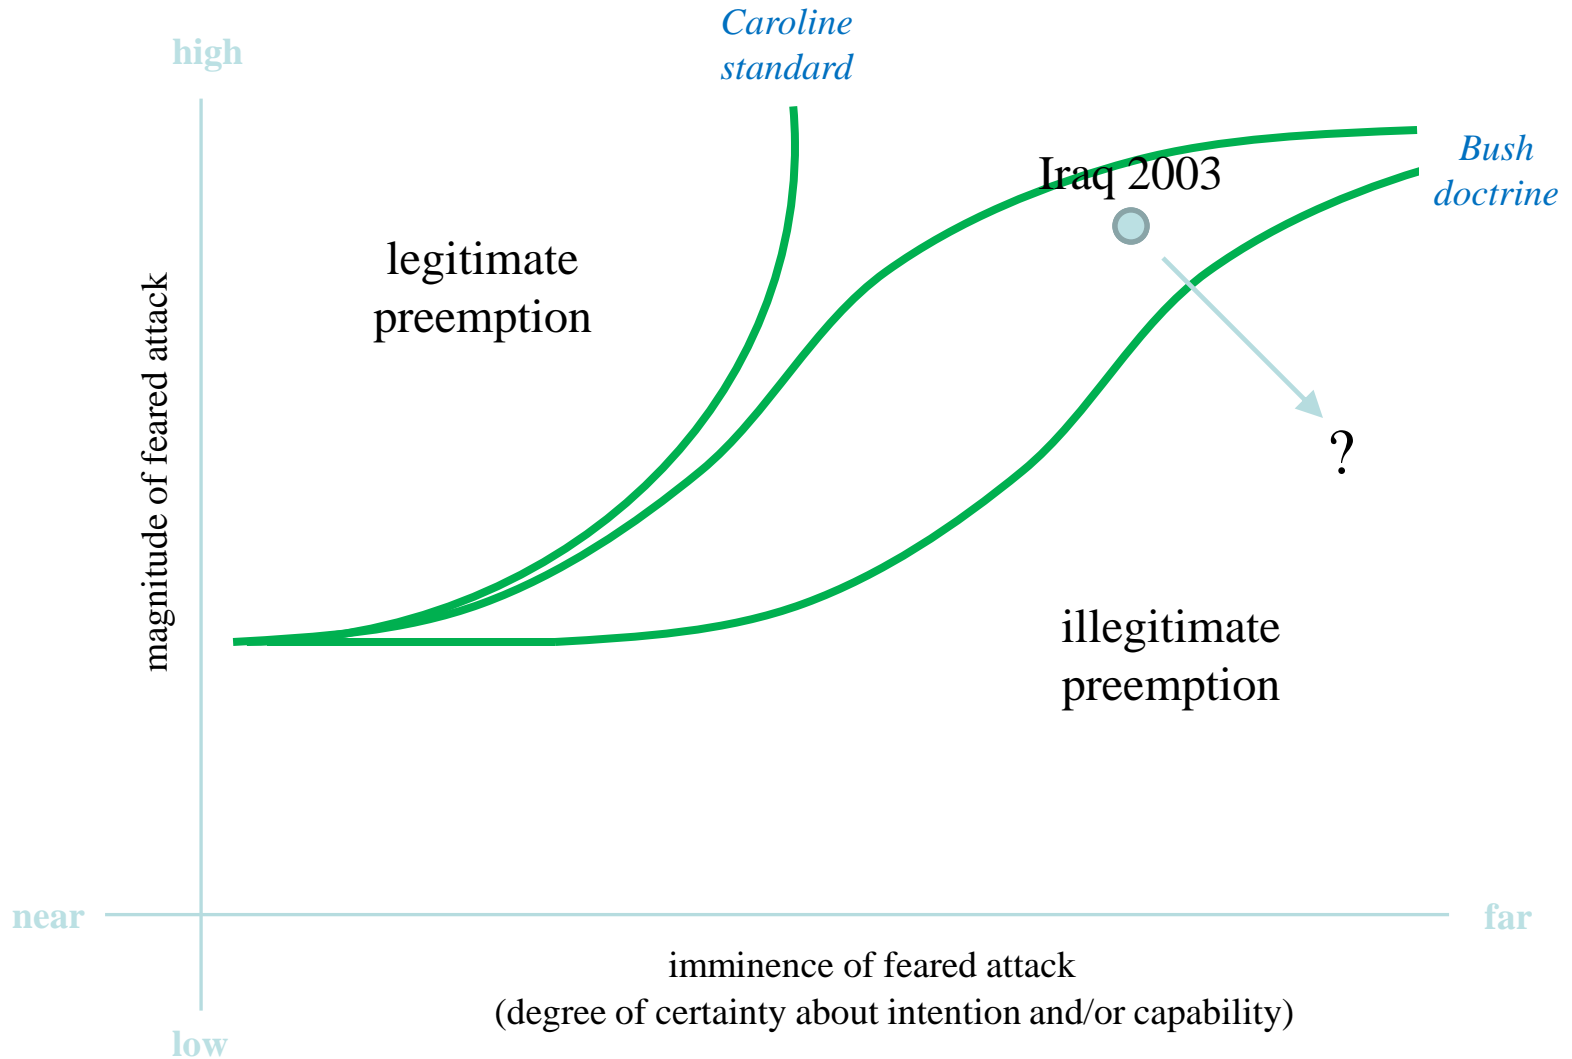 Caroline
standard
high
Bush
doctrine
Iraq 2003
legitimate
preemption
magnitude of feared attack
?
illegitimate
preemption
near
far
imminence of feared attack
(degree of certainty about intention and/or capability)
low